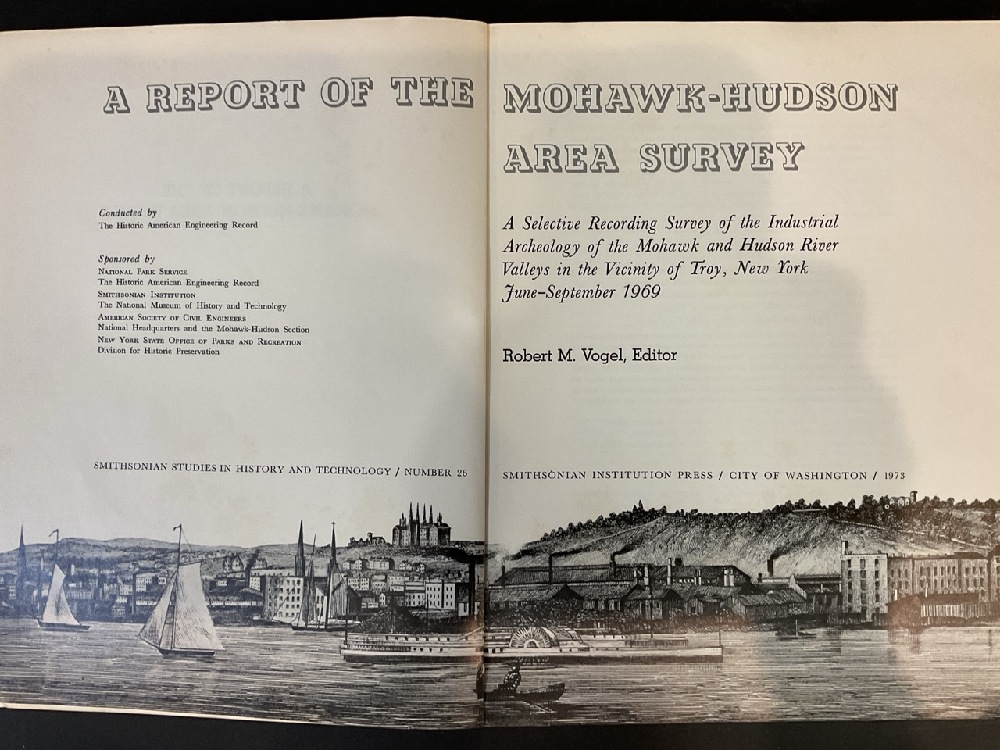 A REPORT OF THE MOHAWK-HUDSON
AREA SURVEY
Conducted by
The Historic American Engineering Record
Sponsored by
NATIONAL PARK SERVICE
The Historic American Engineering Record
SMITHSONIAN INSTITUTION
The National Museum of History and Technology
AMERICAN SOCIETY OF CIVIL ENGINEERS
National Headquarters and the Mohawk-Hudson Section
NEW YORK STATE OFFICE OF PARKS AND RECREATION
Division for Historic Preservation
SMITHSONIAN STUDIES IN HISTORY AND TECHNOLOGY / NUMBER 26
A Selective Recording Survey of the Industrial
Archeology of the Mohawk and Hudson River
Valleys in the Vicinity of Troy, New York
June–September 1969
Robert M. Vogel, Editor
SMITHSONIAN INSTITUTION PRESS / CITY OF WASHINGTON / 1973